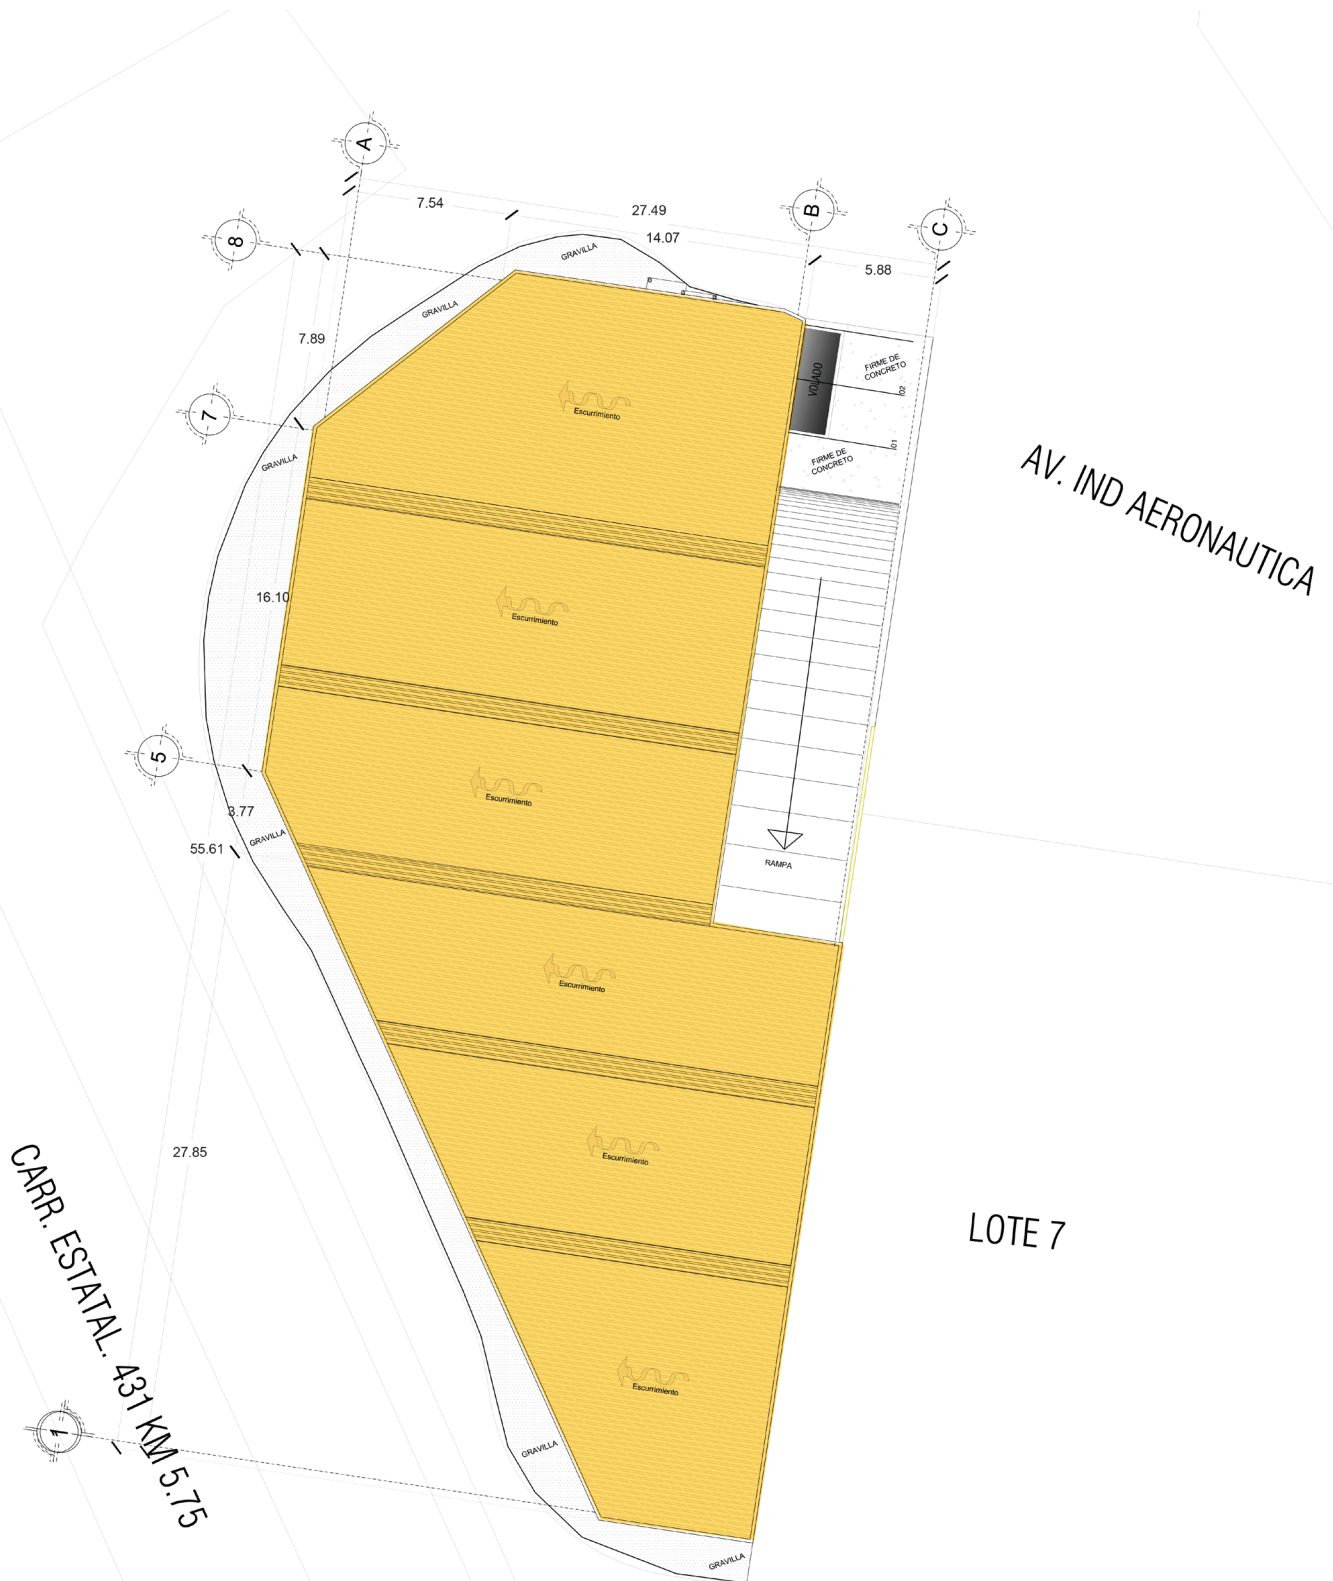 A
B
C
8
7.54
27.49
14.07
5.88
GRAVILLA
GRAVILLA
7.89
7
VOLADO
FIRME DE
CONCRETO
02
01
FIRME DE
CONCRETO
Escurrimiento
GRAVILLA
AV. IND AERONAUTICA
16.10
Escurrimiento
5
Escurrimiento
3.77
GRAVILLA
55.61
RAMPA
Escurrimiento
27.85
Escurrimiento
LOTE 7
CARR. ESTATAL. 431 KM 5.75
Escurrimiento
1
GRAVILLA
GRAVILLA